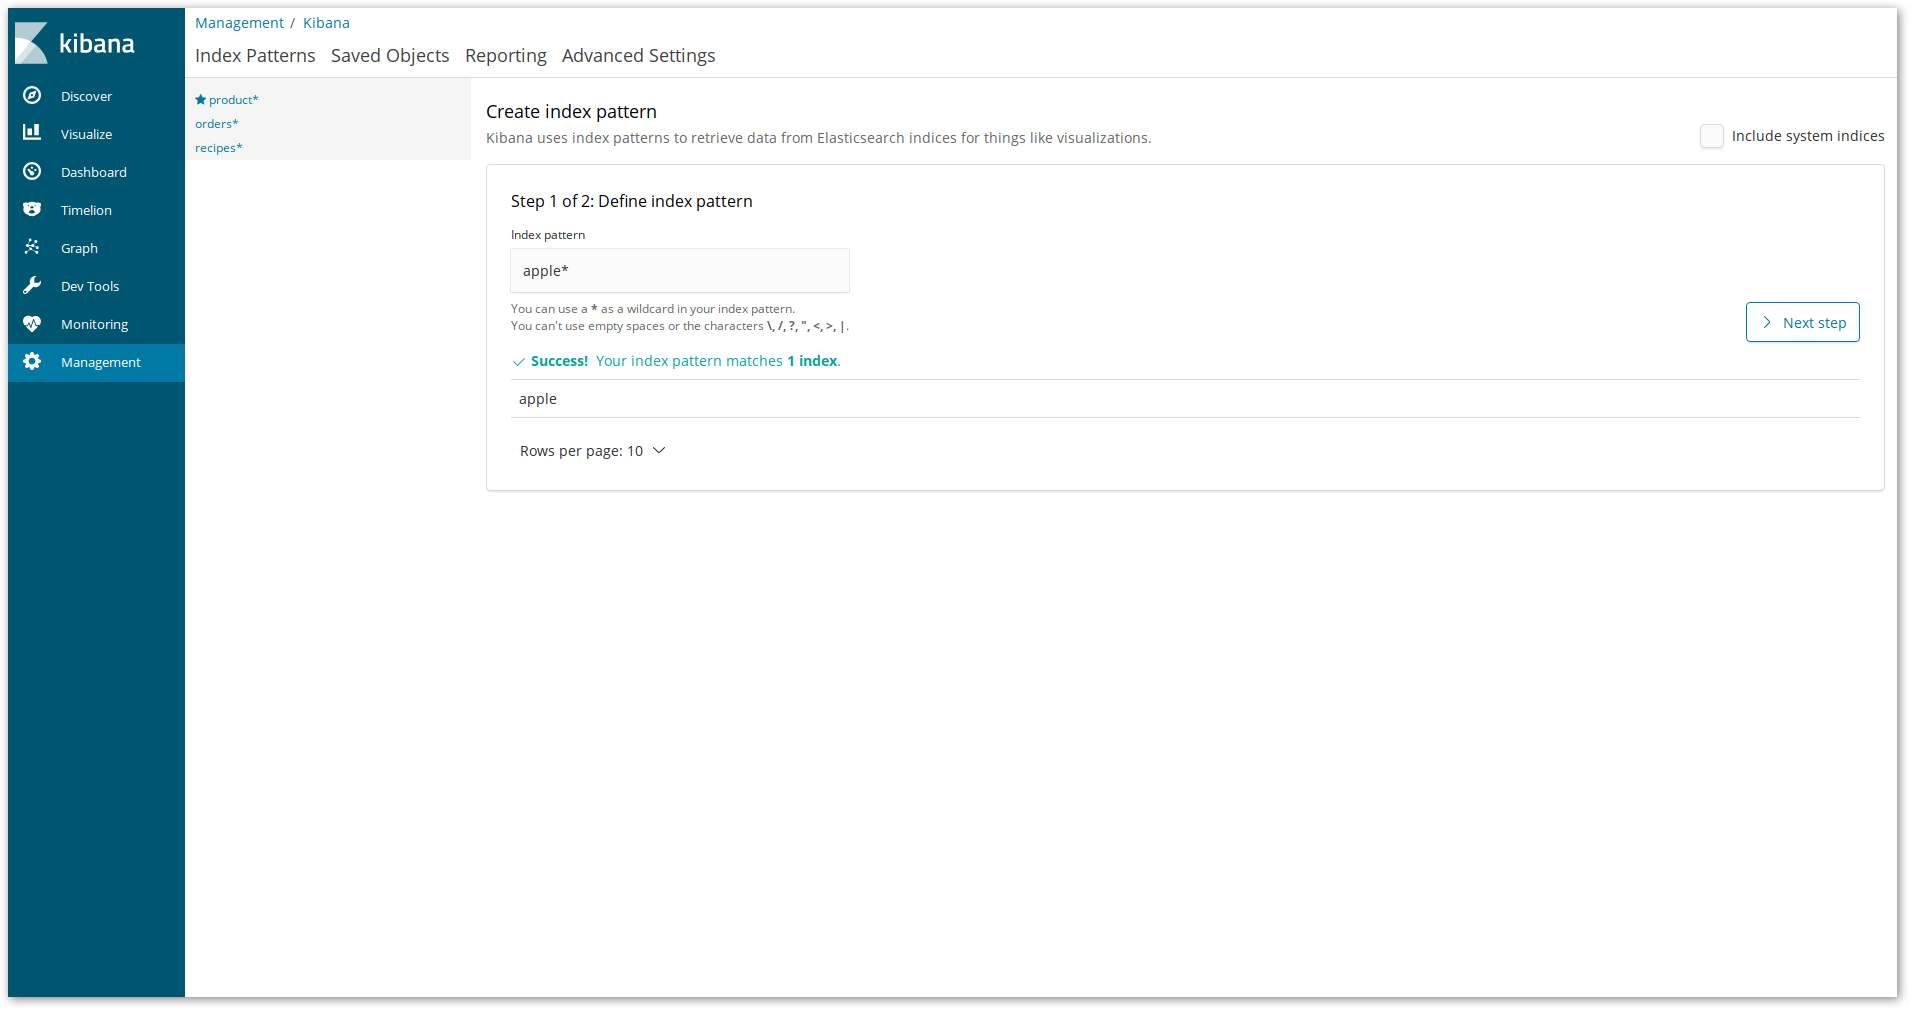 kibana
Discover
Visualize
Dashboard
Timelion
Graph
Dev Tools
Monitoring
Management
Management / Kibana
Index Patterns Saved Objects Reporting Advanced Settings
product*
orders*
recipes*
Create index pattern
Kibana uses index patterns to retrieve data from Elasticsearch indices for things like visualizations.
Include system indices
Step 1 of 2: Define index pattern
Index pattern
apple*
You can use a * as a wildcard in your index pattern.
You can't use empty spaces or the characters \, /, ?, ", <, >, |.
Next step
Success! Your index pattern matches 1 index.
apple
Rows per page: 10